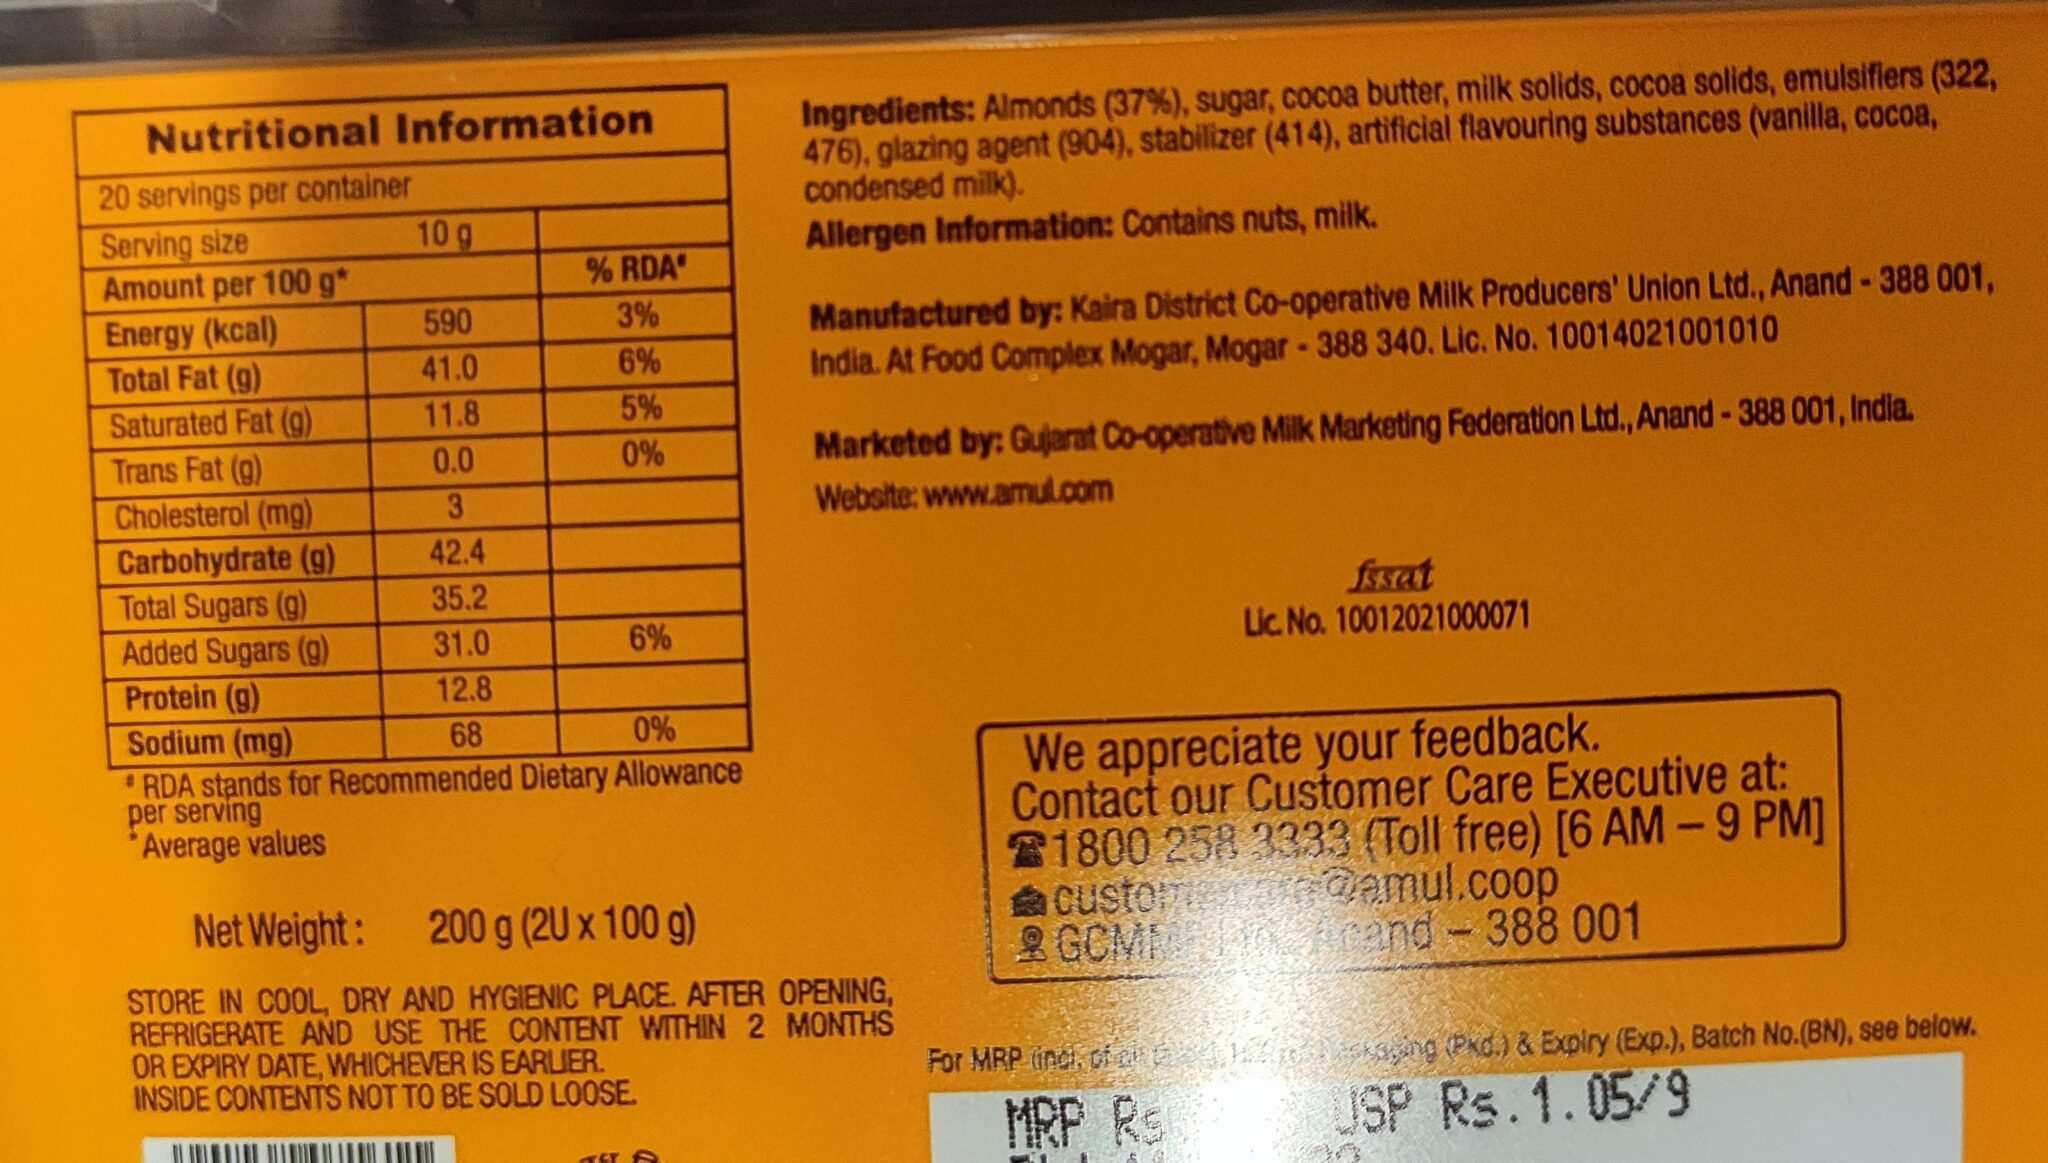 Nutritional Information
20 servings per container
Serving size 10 g
Amount per 100 g* % RDA#
Energy (kcal) 590 3%
Total Fat (g) 41.0 6%
Saturated Fat (g) 11.8 5%
Trans Fat (g) 0.0 0%
Cholesterol (mg) 3
Carbohydrate (g) 42.4
Total Sugars (g) 35.2
Added Sugars (g) 31.0 6%
Protein (g) 12.8
Sodium (mg) 68 0%
# RDA stands for Recommended Dietary Allowance
per serving
*Average values
Net Weight : 200 g (2U x 100 g)
STORE IN COOL, DRY AND HYGIENIC PLACE. AFTER OPENING,
REFRIGERATE AND USE THE CONTENT WITHIN 2 MONTHS
OR EXPIRY DATE, WHICHEVER IS EARLIER.
INSIDE CONTENTS NOT TO BE SOLD LOOSE.
Ingredients: Almonds (37%), sugar, cocoa butter, milk solids, cocoa solids, emulsifiers (322,
476), glazing agent (904), stabilizer (414), artificial flavouring substances (vanilla, cocoa,
condensed milk).
Allergen Information: Contains nuts, milk.
Manufactured by: Kaira District Co-operative Milk Producers' Union Ltd., Anand - 388 001,
India. At Food Complex Mogar, Mogar - 388 340. Lic. No. 10014021001010
Marketed by: Gujarat Co-operative Milk Marketing Federation Ltd., Anand - 388 001, India.
Website: www.amul.com
fssai
Lic. No. 10012021000071
We appreciate your feedback.
Contact our Customer Care Executive at:
1800 258 3333 (Toll free) [6 AM – 9 PM]
@amul.coop
Anand – 388 001
For MRP (incl. of all Packaging (Pkd.) & Expiry (Exp.), Batch No.(BN), see below.
MRP Rs USP Rs.1.05/9